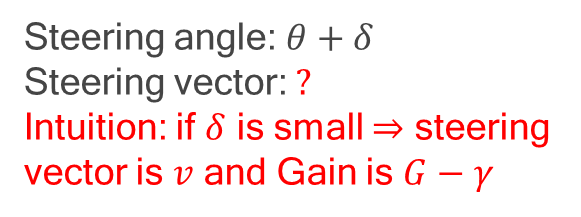 Steering angle: θ + δ
Steering vector: ?
Intuition: if δ is small ⇒ steering
vector is v and Gain is G − γ